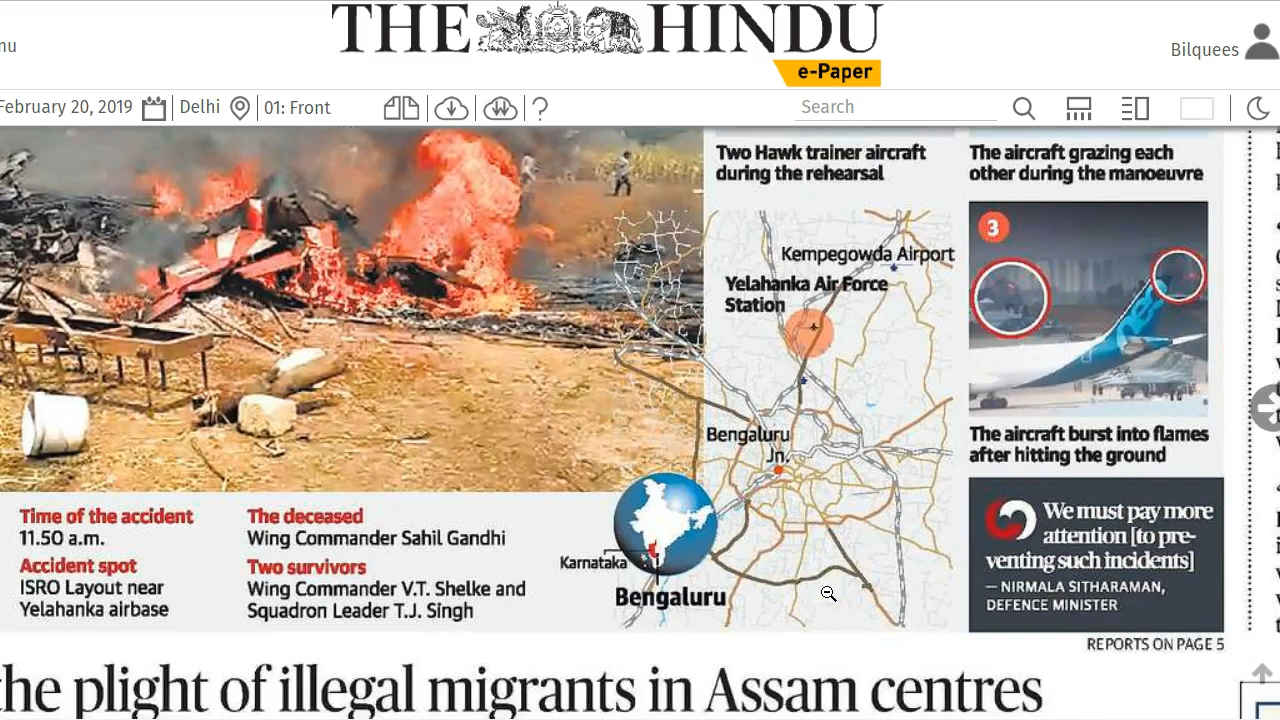 THE HINDU
e-Paper
nu
Bilquees
February 20, 2019
Delhi
01: Front
?
Search
Two Hawk trainer aircraft
during the rehearsal
The aircraft grazing each
other during the manoeuvre
3
Kempegowda Airport
Yelahanka Air Force
Station
Bengaluru
Jn.
The aircraft burst into flames
after hitting the ground
Time of the accident
11.50 a.m.
Accident spot
ISRO Layout near
Yelahanka airbase
The deceased
Wing Commander Sahil Gandhi
Two survivors
Wing Commander V.T. Shelke and
Squadron Leader T.J. Singh
Karnataka
Bengaluru
We must pay more
attention [to pre-
venting such incidents]
— NIRMALA SITHARAMAN,
DEFENCE MINISTER
REPORTS ON PAGE 5
the plight of illegal migrants in Assam centres